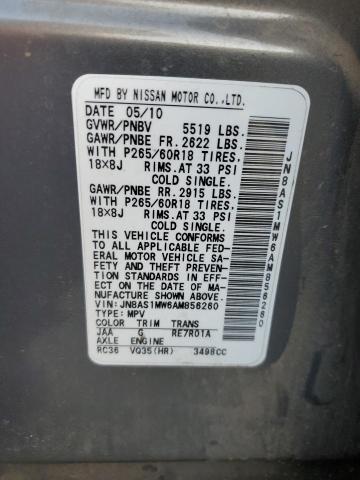 MFD BY NISSAN MOTOR CO.,LTD.
DATE 05/10
GVWR/PNBV 5519 LBS.
GAWR/PNBE FR. 2622 LBS.
WITH P265/60R18 TIRES.
18x8J RIMS. AT 33 PSI
COLD SINGLE.
GAWR/PNBE RR. 2915 LBS.
WITH P265/60R18 TIRES.
18x8J RIMS. AT 33 PSI
COLD SINGLE.
THIS VEHICLE CONFORMS
TO ALL APPLICABLE FED-
ERAL MOTOR VEHICLE SA-
FETY AND THEFT PREVEN-
TION STANDARDS IN EFF-
ECT ON THE DATE OF MA-
NUFACTURE SHOWN ABOVE.
VIN: JN8AS1MW6AM856260
TYPE: MPV
COLOR TRIM TRANS
JAA G RE7R01A
AXLE ENGINE
RC36 VQ35(HR) 3498CC
JN8AS1MW6AM856260